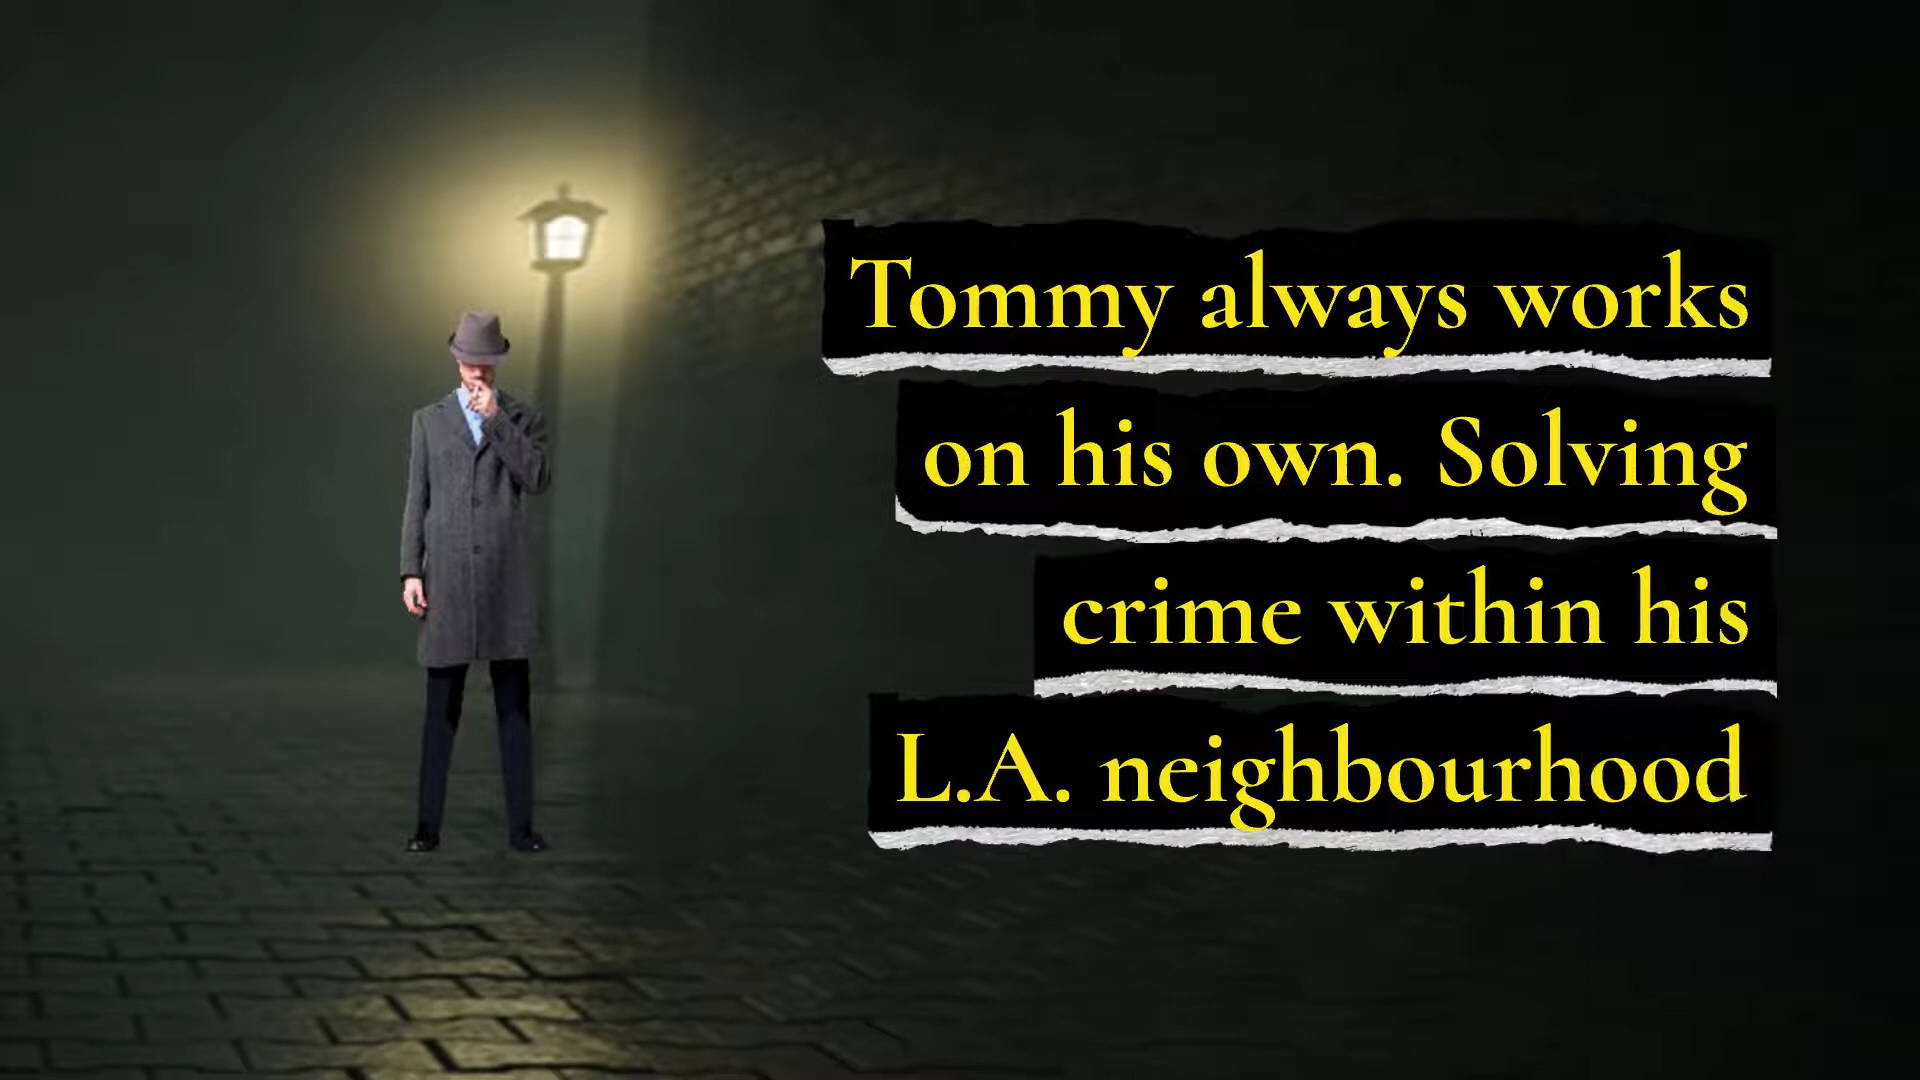 Tommy always works
on his own. Solving
crime within his
L.A. neighbourhood